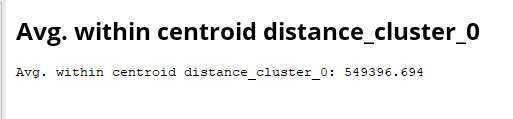 Avg. within centroid distance_cluster_0
Avg. within centroid distance_cluster_0: 549396.694